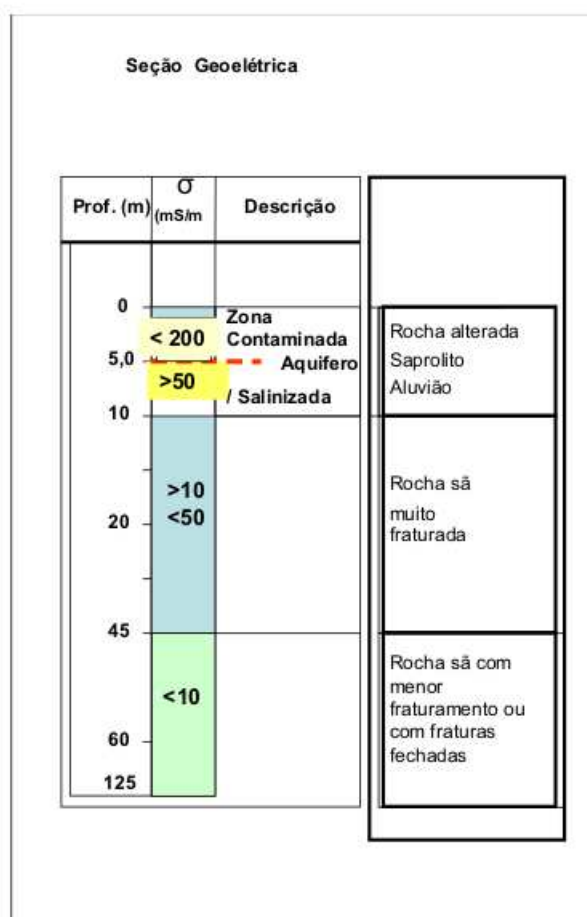 Seção Geoelétrica
Prof. (m)
σ
(mS/m
Descrição
0
5,0
10
20
45
60
125
< 200
>50
>10
<50
<10
Zona
Contaminada
Aquifero
/ Salinizada
Rocha alterada
Saprolito
Aluvião
Rocha sã
muito
fraturada
Rocha sã com
menor
fraturamento ou
com fraturas
fechadas